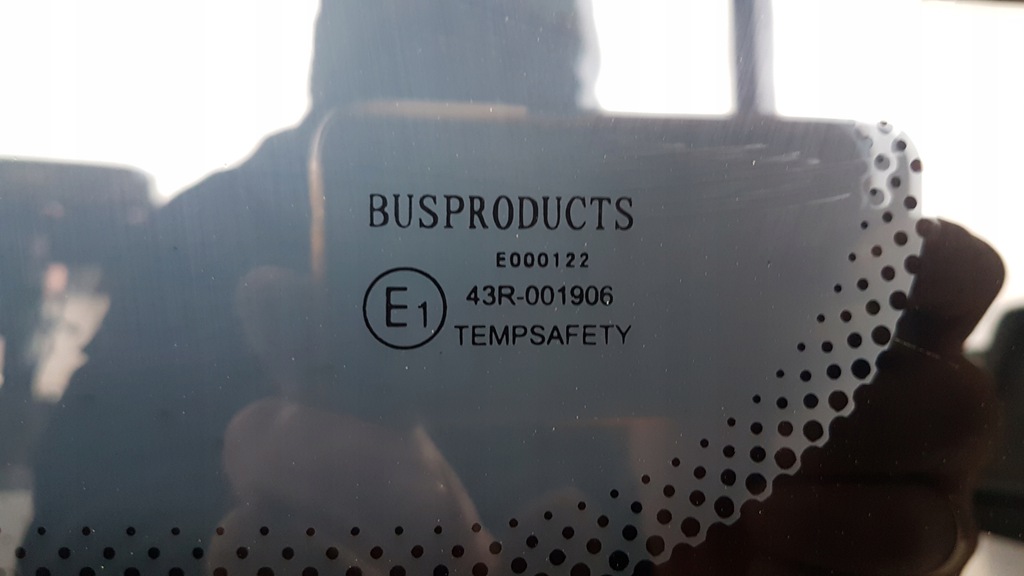 BUSPRODUCTS
E000122
E1 43R-001906
TEMPSAFETY